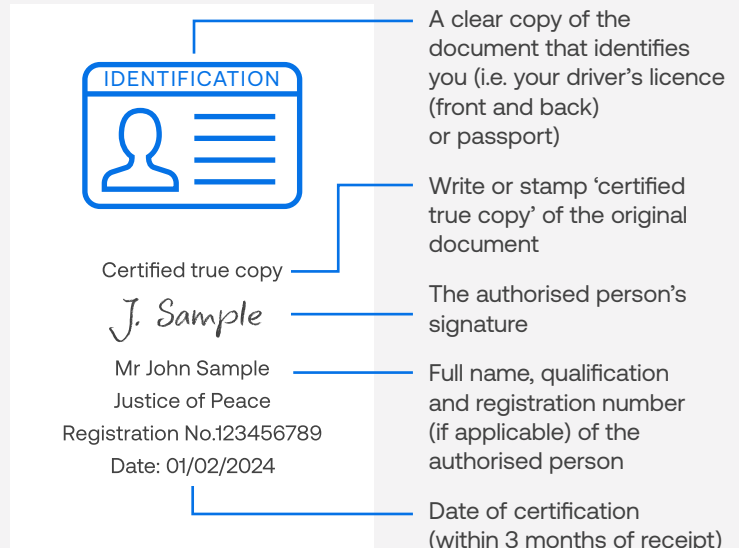 IDENTIFICATION
Certified true copy
J. Sample
Mr John Sample
Justice of Peace
Registration No.123456789
Date: 01/02/2024
A clear copy of the
document that identifies
you (i.e. your driver’s licence
(front and back)
or passport)
Write or stamp ‘certified
true copy’ of the original
document
The authorised person’s
signature
Full name, qualification
and registration number
(if applicable) of the
authorised person
Date of certification
(within 3 months of receipt)